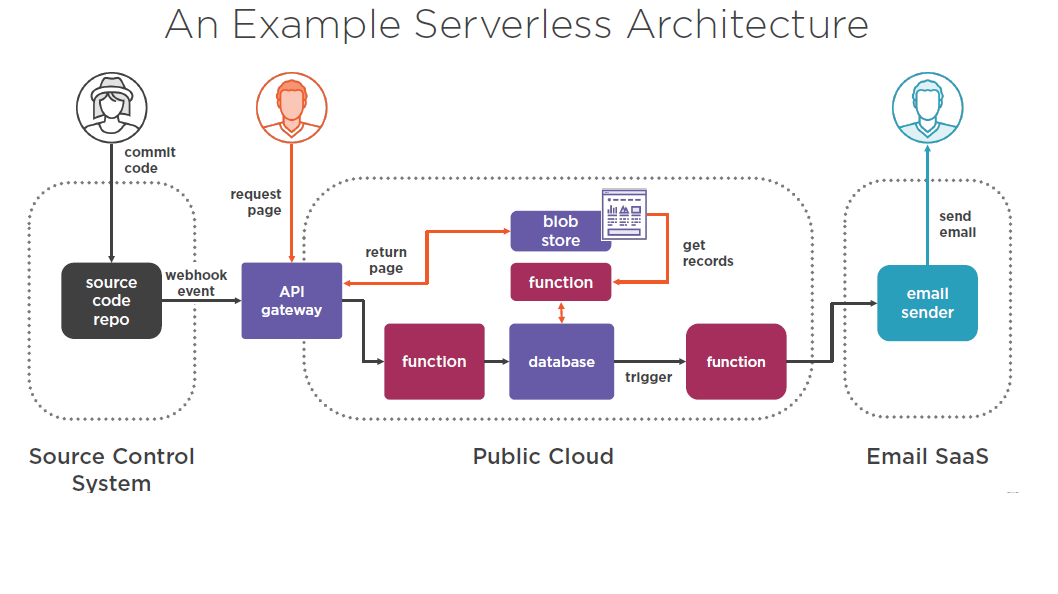 An Example Serverless Architecture
commit
code
request
page
blob
store
send
email
return
page
get
records
webhook
event
source
code
repo
API
gateway
function
email
sender
function
database
trigger
function
Source Control
System
Public Cloud
Email SaaS